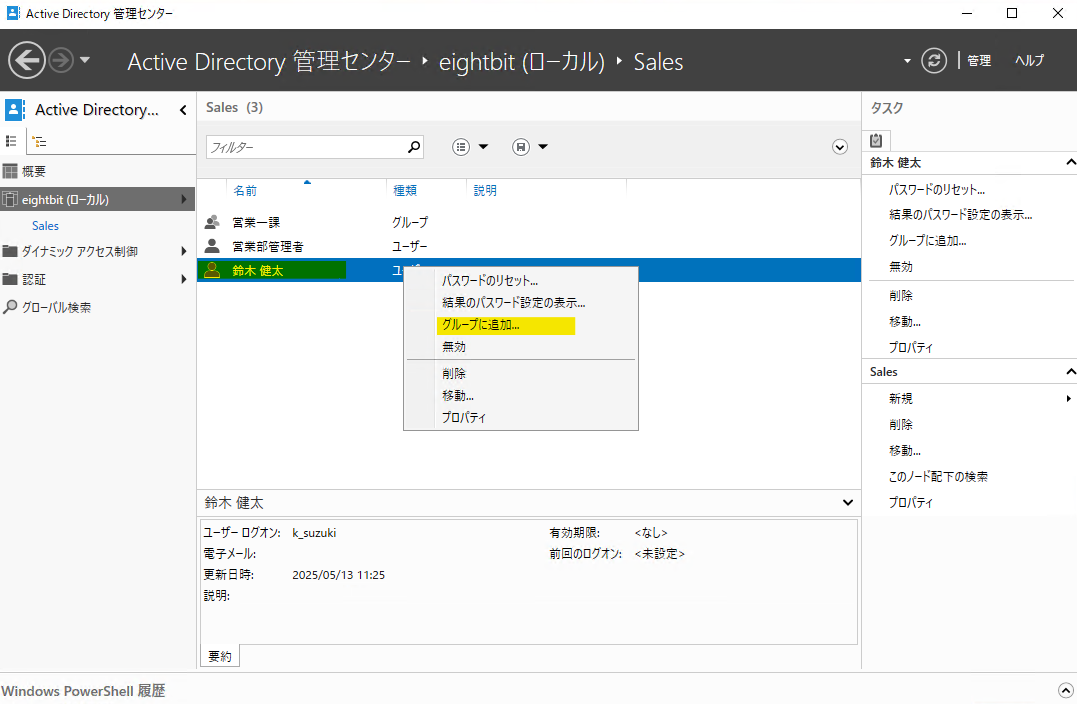 Active Directory 管理センター
Active Directory 管理センター • eightbit (ローカル) • Sales
管理 ヘルプ
Active Directory...
概要
eightbit (ローカル)
Sales
ダイナミック アクセス制御
認証
グローバル検索
Sales (3)
フィルター
名前 種類 説明
営業一課 グループ
営業部管理者 ユーザー
鈴木 健太
パスワードのリセット...
結果のパスワード設定の表示...
グループに追加...
無効
削除
移動...
プロパティ
鈴木 健太
ユーザー ログオン: k_suzuki 有効期限: <なし>
電子メール: 前回のログオン: <未設定>
更新日時: 2025/05/13 11:25
説明:
要約
タスク
鈴木 健太
パスワードのリセット...
結果のパスワード設定の表示...
グループに追加...
無効
削除
移動...
プロパティ
Sales
新規
削除
移動...
このノード配下の検索
プロパティ
Windows PowerShell 履歴